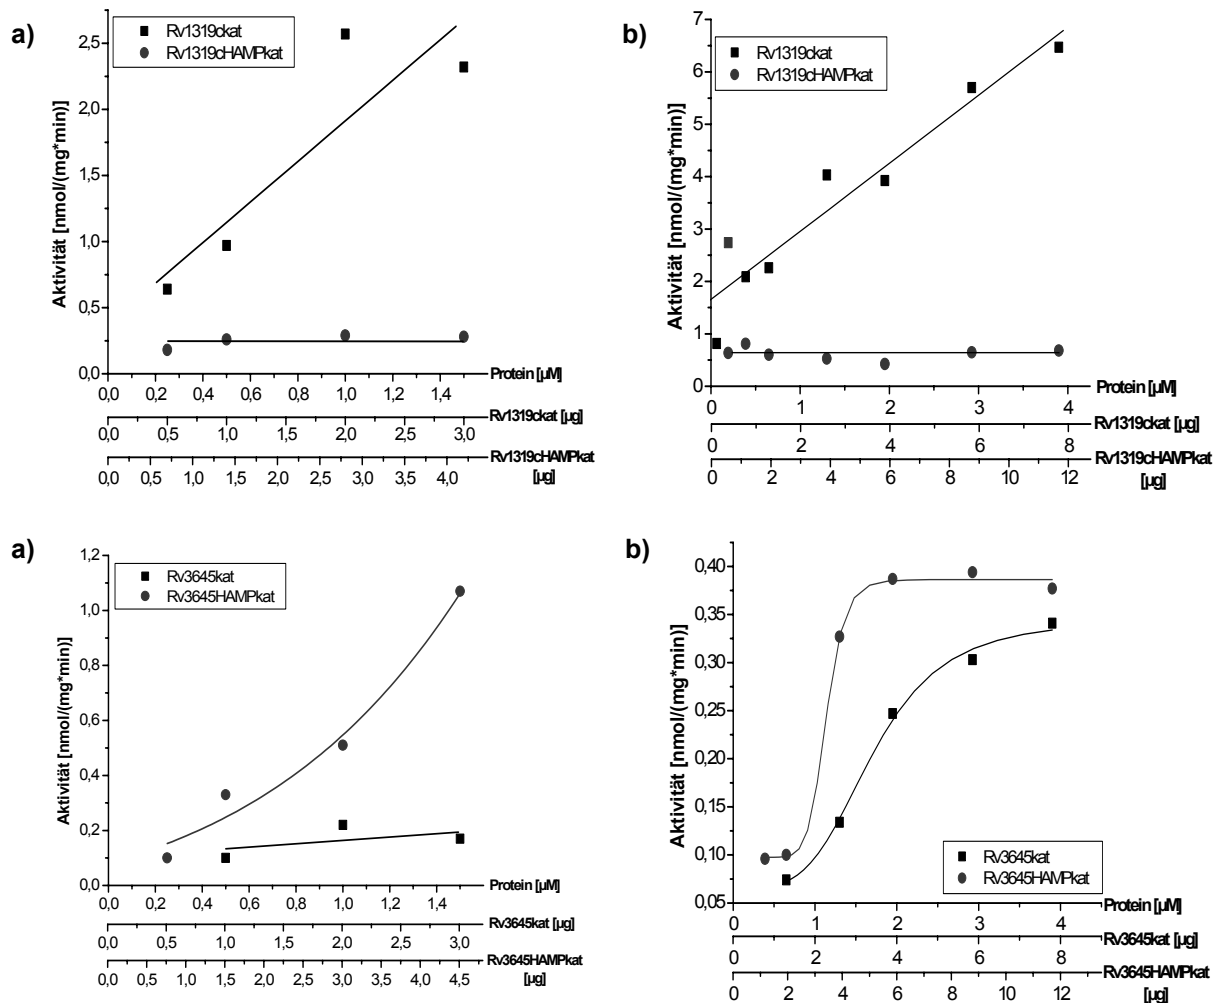 a)
Rv1319ckat
Rv1319cHAMPkat
Aktivität [nmol/(mg*min)]
2,5
2,0
1,5
1,0
0,5
0,0
0,0 0,2 0,4 0,6 0,8 1,0 1,2 1,4
Protein [µM]
0,0 0,5 1,0 1,5 2,0 2,5 3,0
Rv1319ckat [µg]
0,0 0,5 1,0 1,5 2,0 2,5 3,0 3,5 4,0
Rv1319cHAMPkat
[µg]
b)
Rv1319ckat
Rv1319cHAMPkat
Aktivität [nmol/(mg*min)]
7
6
5
4
3
2
1
0
0 1 2 3 4
Protein [µM]
0 2 4 6 8
Rv1319ckat [µg]
0 2 4 6 8 10 12
Rv1319cHAMPkat
[µg]
a)
Rv3645kat
Rv3645HAMPkat
Aktivität [nmol/(mg*min)]
1,2
1,0
0,8
0,6
0,4
0,2
0,0
0,0 0,2 0,4 0,6 0,8 1,0 1,2 1,4
Protein [µM]
0,0 0,5 1,0 1,5 2,0 2,5 3,0
Rv3645kat [µg]
0,0 0,5 1,0 1,5 2,0 2,5 3,0 3,5 4,0 4,5
Rv3645HAMPkat
[µg]
b)
Aktivität [nmol/(mg*min)]
0,40
0,35
0,30
0,25
0,20
0,15
0,10
0,05
Rv3645kat
Rv3645HAMPkat
0 1 2 3 4
Protein [µM]
0 2 4 6 8
Rv3645kat [µg]
0 2 4 6 8 10 12
Rv3645HAMPkat
[µg]